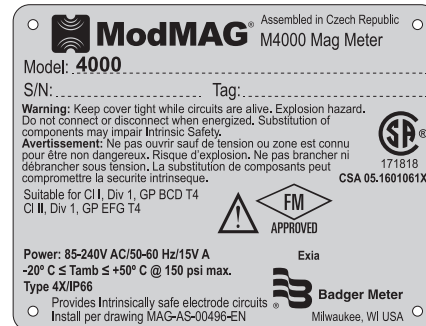 ModMAG® Assembled in Czech Republic
M4000 Mag Meter
Model: 4000
S/N: Tag:
Warning: Keep cover tight while circuits are alive. Explosion hazard.
Do not connect or disconnect when energized. Substitution of
components may impair Intrinsic Safety.
Avertissement: Ne pas ouvrir sauf de tension ou zone est connu
pour être non dangereux. Risque d'explosion. Ne pas brancher ni
débrancher sous tension. La substitution de composants peut
compromettre la securite intrinseque.
SA ®
171818
CSA 05.1601061X
Suitable for Cl I, Div 1, GP BCD T4
Cl II, Div 1, GP EFG T4
FM
APPROVED
Power: 85-240V AC/50-60 Hz/15V A
-20° C ≤ Tamb ≤ +50° C @ 150 psi max.
Type 4X/IP66
Exia
Provides Intrinsically safe electrode circuits
Install per drawing MAG-AS-00496-EN
® Badger Meter
Milwaukee, WI USA